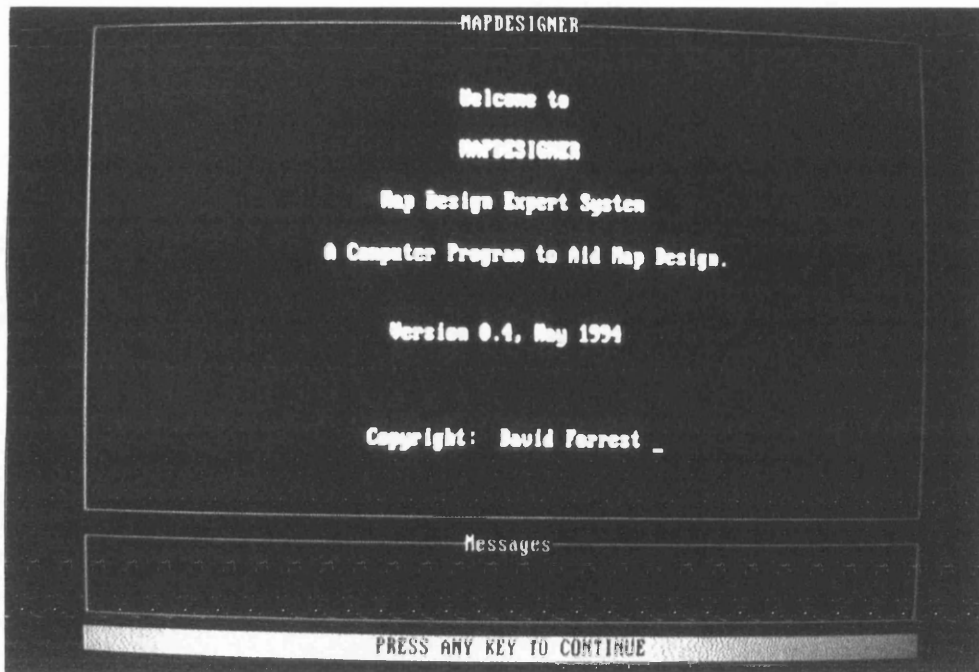 MAPDESIGNER
Welcome to
MAPDESIGNER
Map Design Expert System
A Computer Program to Aid Map Design.
Version 0.4, May 1994
Copyright: David Forrest _
Messages
PRESS ANY KEY TO CONTINUE